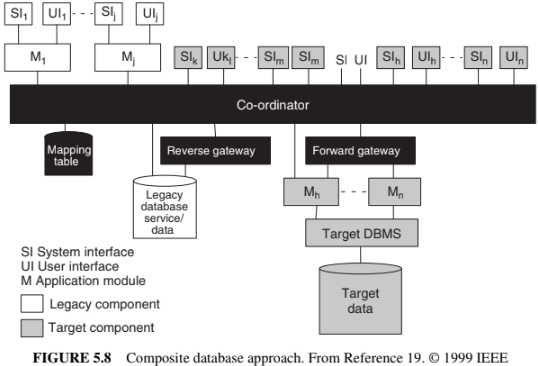 SI1 UI1 SIj UIj
M1 Mj SIk Ukl SIm SIm SI UI SIh UIh SIn UIn
Co-ordinator
Mapping
table
Reverse gateway Forward gateway
Legacy
database
service/
data
Mh Mn
Target DBMS
SI System interface
UI User interface
M Application module
Legacy component
Target component
Target
data
FIGURE 5.8 Composite database approach. From Reference 19. © 1999 IEEE